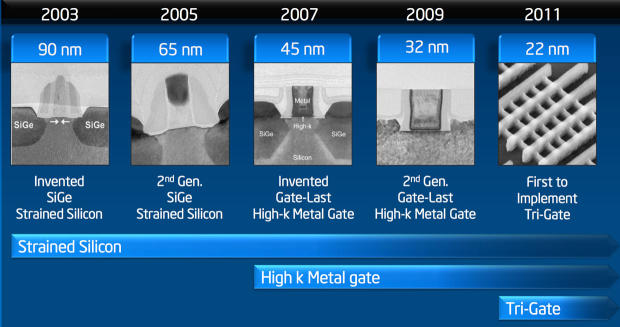 2003
2005
2007
2009
2011
90 nm
65 nm
45 nm
32 nm
22 nm
SiGe
SiGe
Metal
High-k
SiGe
SiGe
Silicon
Invented
SiGe
Strained Silicon
2nd Gen.
SiGe
Strained Silicon
Invented
Gate-Last
High-k Metal Gate
2nd Gen.
Gate-Last
High-k Metal Gate
First to
Implement
Tri-Gate
Strained Silicon
High k Metal gate
Tri-Gate